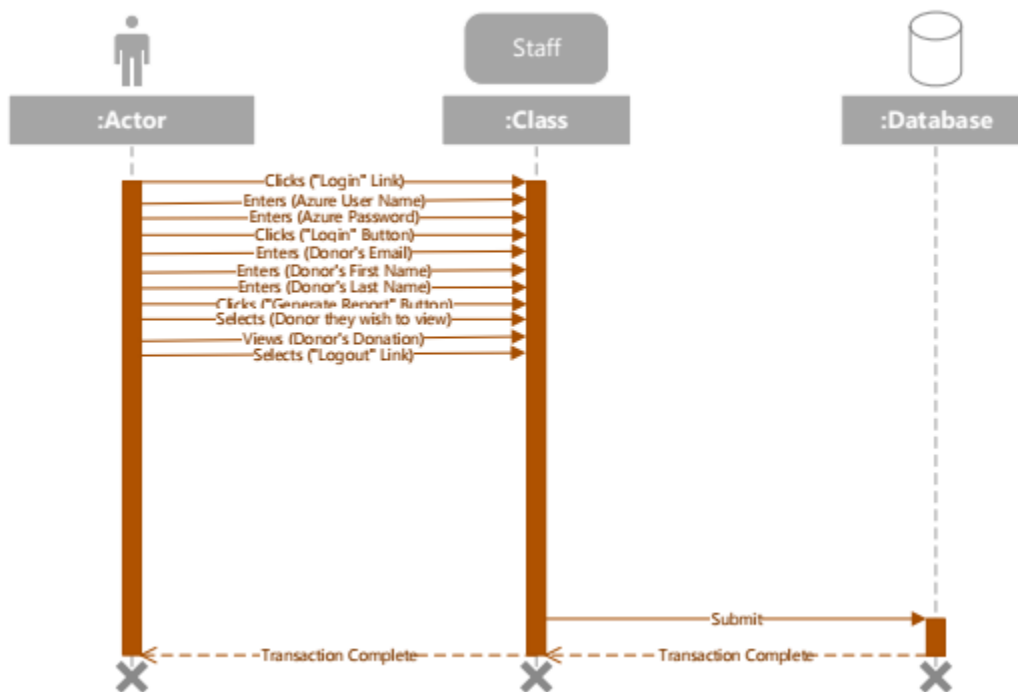 Staff
:Actor
:Class
:Database
Clicks ("Login" Link)
Enters (Azure User Name)
Enters (Azure Password)
Clicks ("Login" Button)
Enters (Donor's Email)
Enters (Donor's First Name)
Enters (Donor's Last Name)
Clicks ("Generate Report" Button)
Selects (Donor they wish to view)
Views (Donor's Donation)
Selects ("Logout" Link)
Submit
Transaction Complete
Transaction Complete